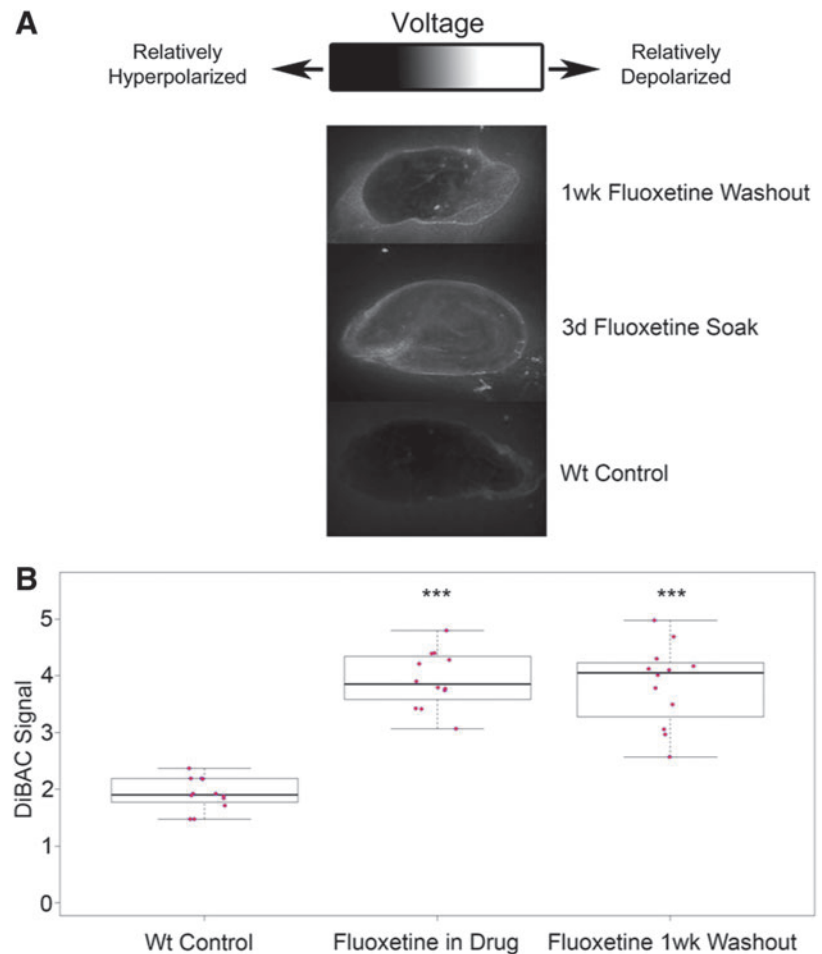 A
Voltage
Relatively
Hyperpolarized
Relatively
Depolarized
1wk Fluoxetine Washout
3d Fluoxetine Soak
Wt Control
B
DiBAC Signal
5
4
3
2
1
0
***
***
Wt Control
Fluoxetine in Drug
Fluoxetine 1wk Washout